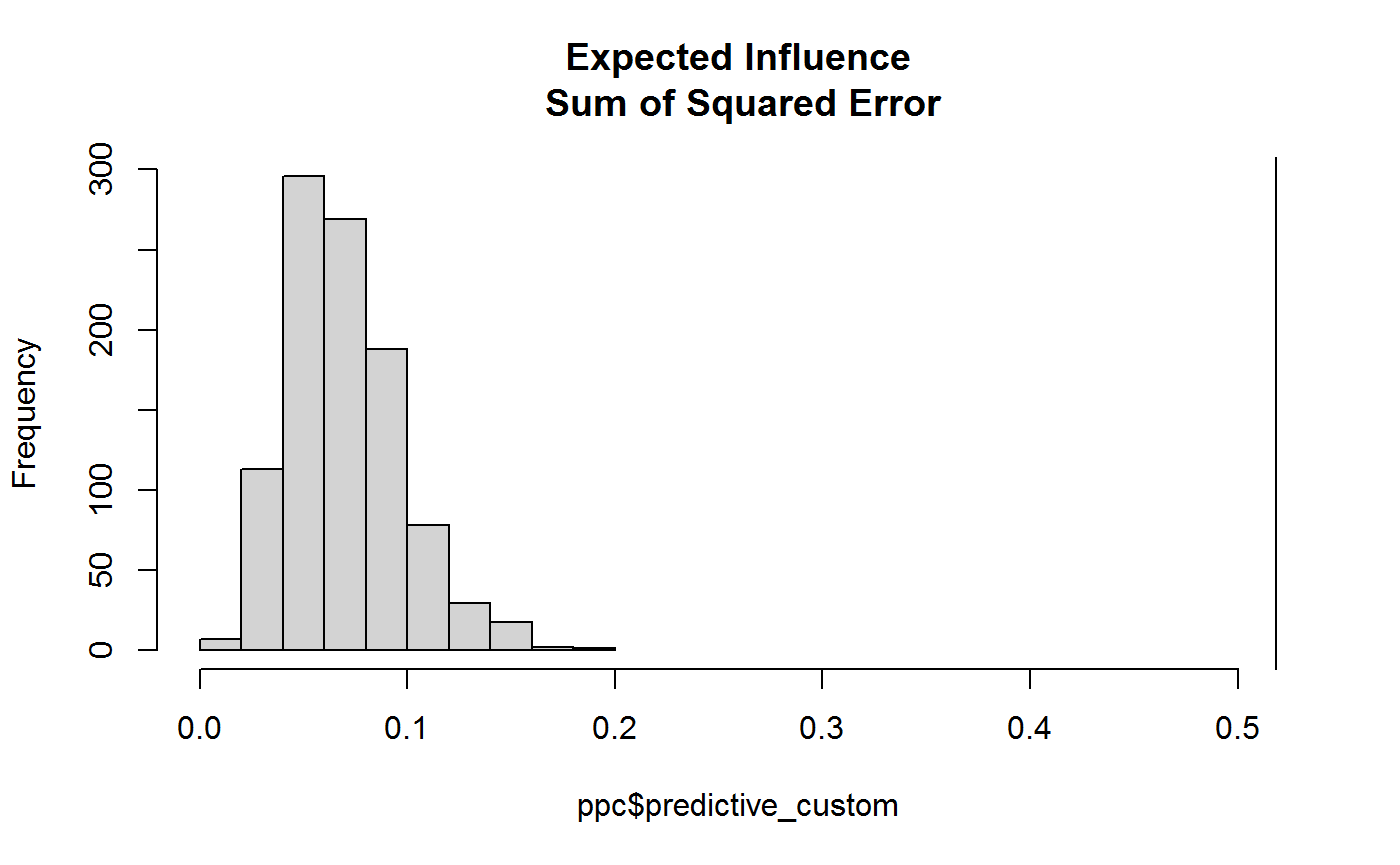 Expected Influence
Sum of Squared Error
Frequency
300
200
100
50
0
0.0 0.1 0.2 0.3 0.4 0.5
ppc$predictive_custom